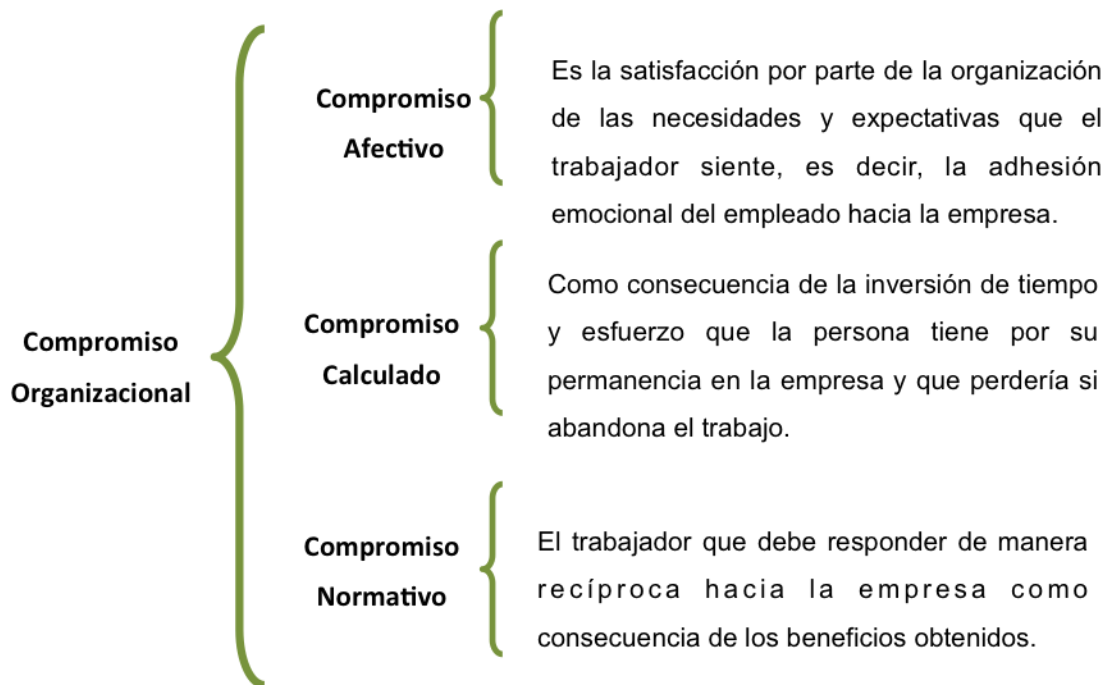 Compromiso
Organizacional
Compromiso
Afectivo
Es la satisfacción por parte de la organización
de las necesidades y expectativas que el
trabajador siente, es decir, la adhesión
emocional del empleado hacia la empresa.
Compromiso
Calculado
Como consecuencia de la inversión de tiempo
y esfuerzo que la persona tiene por su
permanencia en la empresa y que perdería si
abandona el trabajo.
Compromiso
Normativo
El trabajador que debe responder de manera
recíproca hacia la empresa como
consecuencia de los beneficios obtenidos.